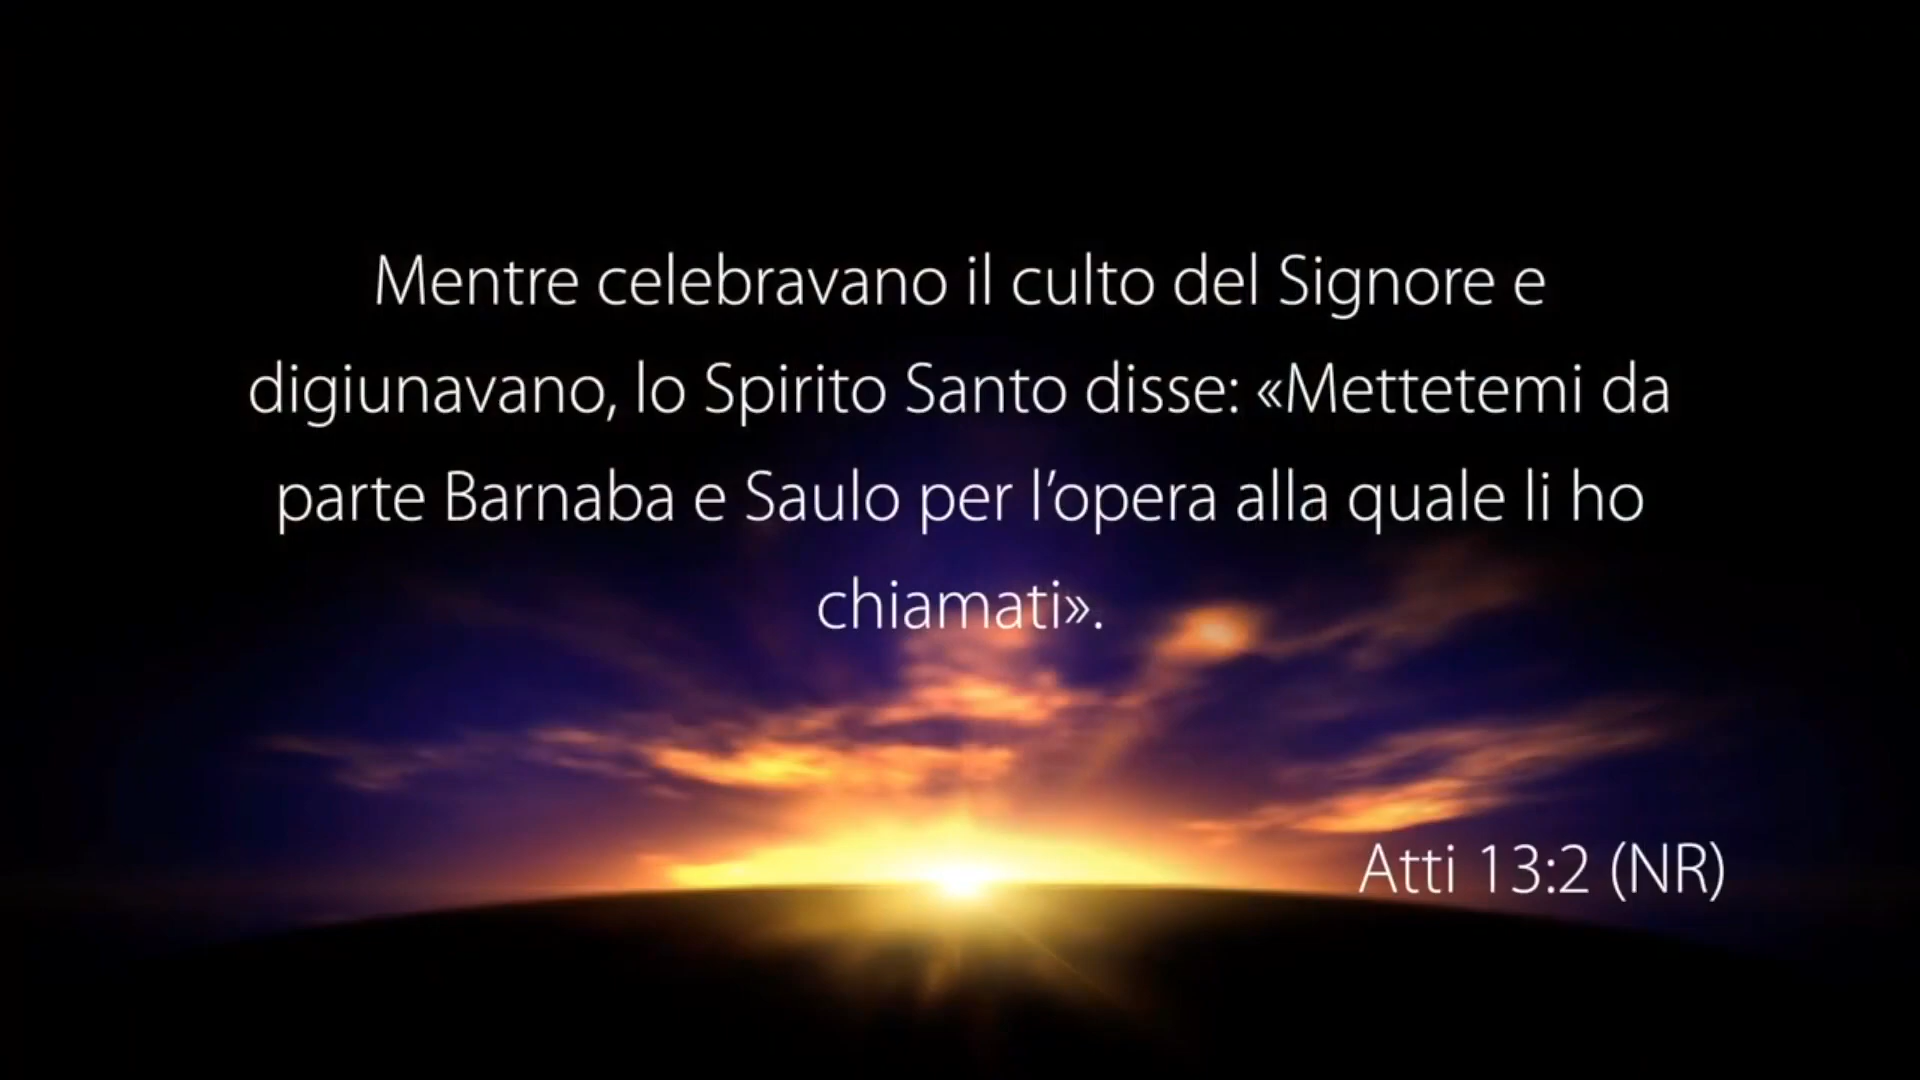 Mentre celebravano il culto del Signore e
digiunavano, lo Spirito Santo disse: «Mettetemi da
parte Barnaba e Saulo per l’opera alla quale li ho
chiamati».
Atti 13:2 (NR)